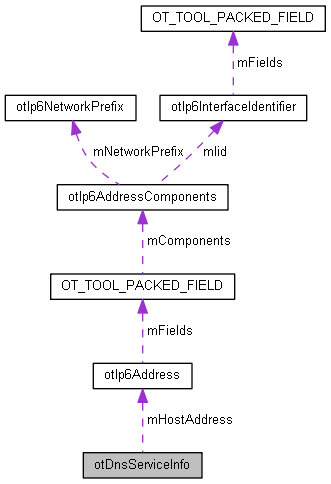 OT_TOOL_PACKED_FIELD
mFields
otIp6NetworkPrefix
otIp6InterfaceIdentifier
mNetworkPrefix
mIid
otIp6AddressComponents
mComponents
OT_TOOL_PACKED_FIELD
mFields
otIp6Address
mHostAddress
otDnsServiceInfo